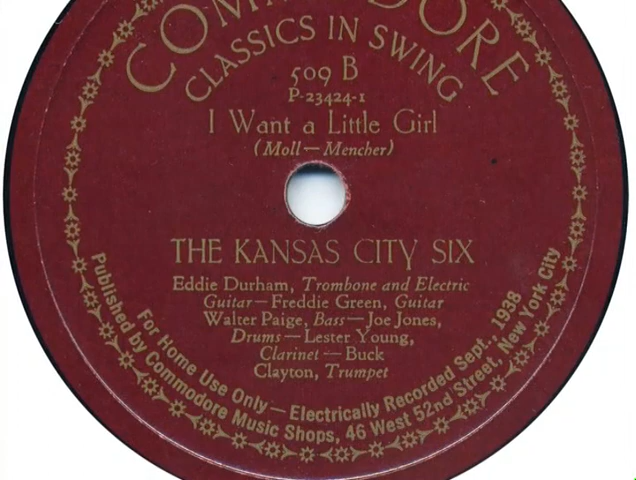 COMMODORE
CLASSICS IN SWING
509 B
P-23424-1
I Want a Little Girl
(Moll—Mencher)
THE KANSAS CITY SIX
Eddie Durham, Trombone and Electric
Guitar—Freddie Green, Guitar
Walter Paige, Bass—Joe Jones,
Drums—Lester Young,
Clarinet—Buck
Clayton, Trumpet
For Home Use Only—Electrically Recorded Sept. 1938
Published by Commodore Music Shops, 46 West 52nd Street, New York City